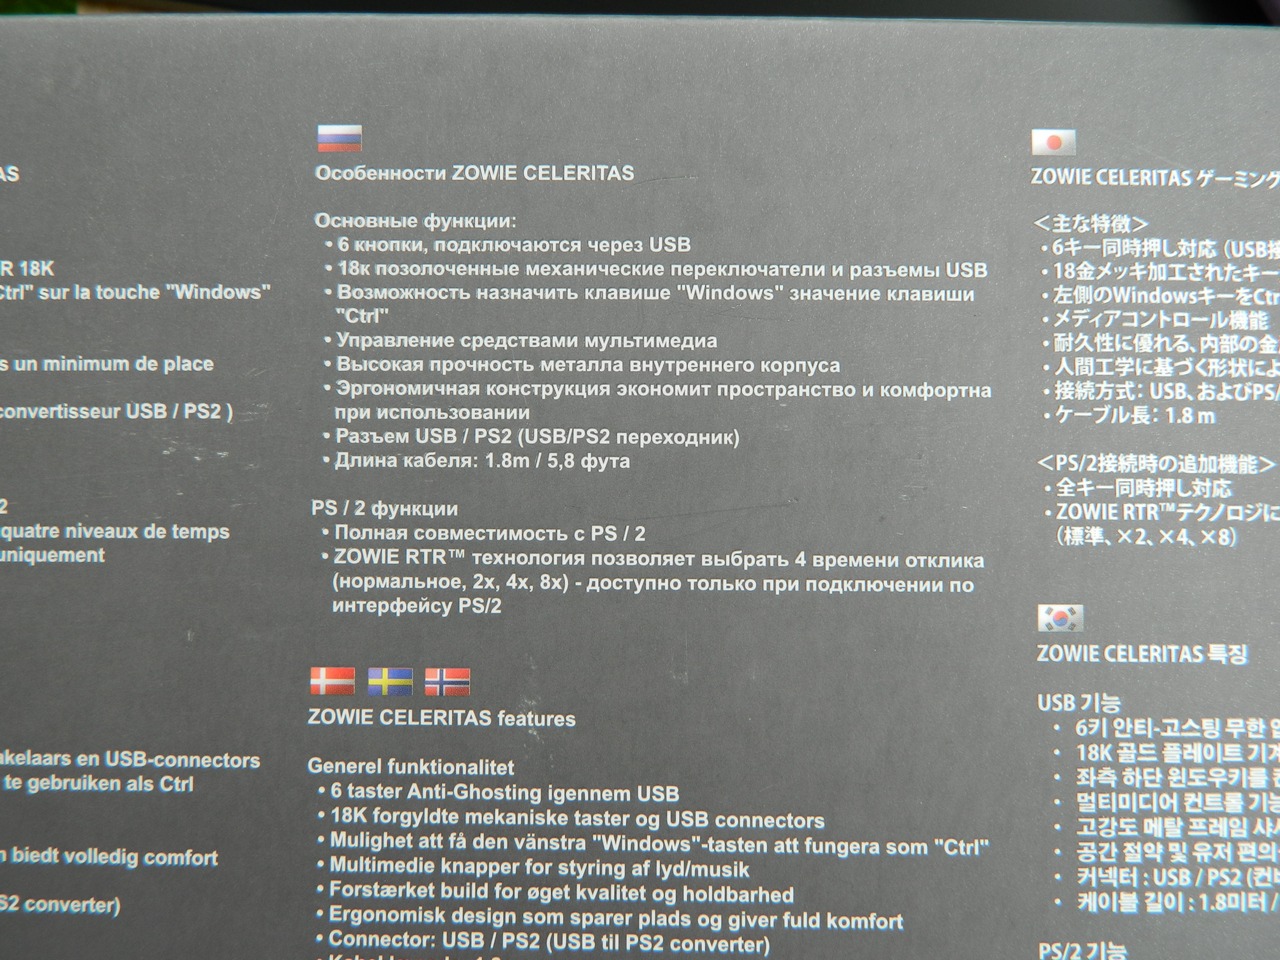 R 18K
Ctrl" sur la touche "Windows"
s un minimum de place
convertisseur USB / PS2 )
quatre niveaux de temps
uniquement
akelaars en USB-connectors
te gebruiken als Ctrl
biedt volledig comfort
S2 converter)
Особенности ZOWIE CELERITAS
Основные функции:
• 6 кнопки, подключаются через USB
• 18к позолоченные механические переключатели и разъемы USB
• Возможность назначить клавише "Windows" значение клавиши
"Ctrl"
• Управление средствами мультимедиа
• Высокая прочность металла внутреннего корпуса
• Эргономичная конструкция экономит пространство и комфортна
при использовании
• Разъем USB / PS2 (USB/PS2 переходник)
• Длина кабеля: 1.8m / 5,8 фута
PS / 2 функции
• Полная совместимость с PS / 2
• ZOWIE RTR™ технология позволяет выбрать 4 времени отклика
(нормальное, 2x, 4x, 8x) - доступно только при подключении по
интерфейсу PS/2
ZOWIE CELERITAS features
Generel funktionalitet
• 6 taster Anti-Ghosting igennem USB
• 18K forgyldte mekaniske taster og USB connectors
• Mulighet att få den vänstra "Windows"-tasten att fungera som "Ctrl"
• Multimedie knapper for styring af lyd/musik
• Forstærket build for øget kvalitet og holdbarhed
• Ergonomisk design som sparer plads og giver fuld komfort
• Connector: USB / PS2 (USB til PS2 converter)
ZOWIE CELERITAS ゲーミング
＜主な特徴＞
• 6キー同時押し対応（USB接
• 18金メッキ加工されたキー
• 左側のWindowsキーをCtr
• メディアコントロール機能
• 耐久性に優れる、内部の金
• 人間工学に基づく形状によ
• 接続方式：USB、およびPS/
• ケーブル長：1.8 m
＜PS/2接続時の追加機能＞
• 全キー同時押し対応
• ZOWIE RTR™テクノロジに
（標準、×2、×4、×8）
ZOWIE CELERITAS 특징
USB 기능
• 6키 안티-고스팅 무한
• 18K 골드 플레이트 기계
• 좌측 하단 윈도우키를
• 멀티미디어 컨트롤 기능
• 고강도 메탈 프레임 샤
• 공간 절약 및 유저 편의
• 커넥터 : USB / PS2 (컨
• 케이블 길이 : 1.8미터 /
PS/2 기능